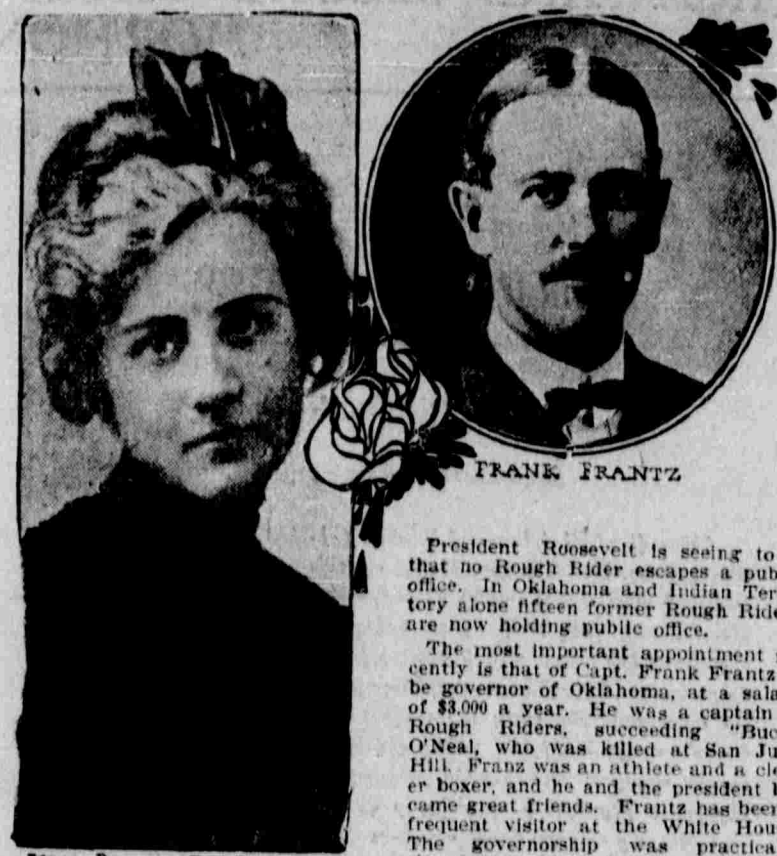 FRANK FRANTZ
President Roosevelt is seeing to
that no Rough Rider escapes a pub
office. In Oklahoma and Indian Ter
tory alone fifteen former Rough Ride
are now holding public office.
The most important appointment
cently is that of Capt. Frank Frantz
be governor of Oklahoma, at a sala
of $3,000 a year. He was a captain
Rough Riders, succeeding "Buc
O'Neal, who was killed at San Ju
Hill. Franz was an athlete and a cle
er boxer, and he and the president b
came great friends. Frantz has been
frequent visitor at the White Hou
The governorship was practica